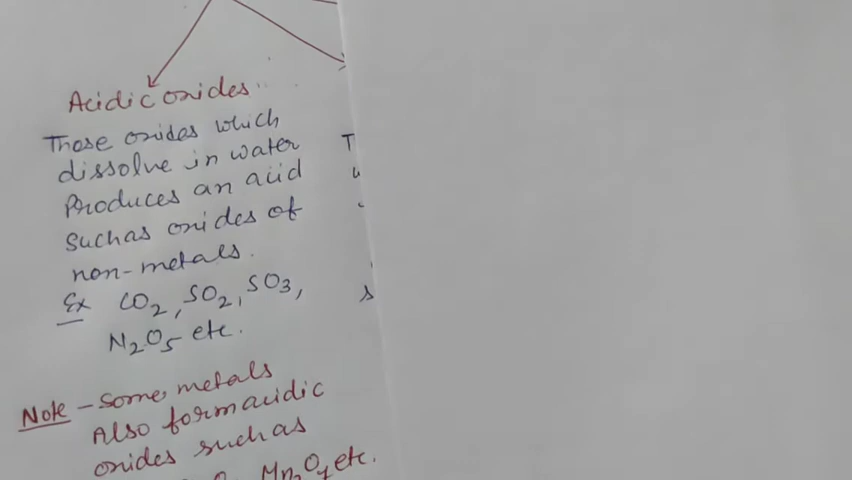 Acidic oxides
Those oxides which
dissolve in water
Produces an acid
Such as oxides of
non-metals.
Ex CO2, SO2, SO3,
N2O5 etc.
Note - Some metals
Also form acidic
oxides such as
etc.